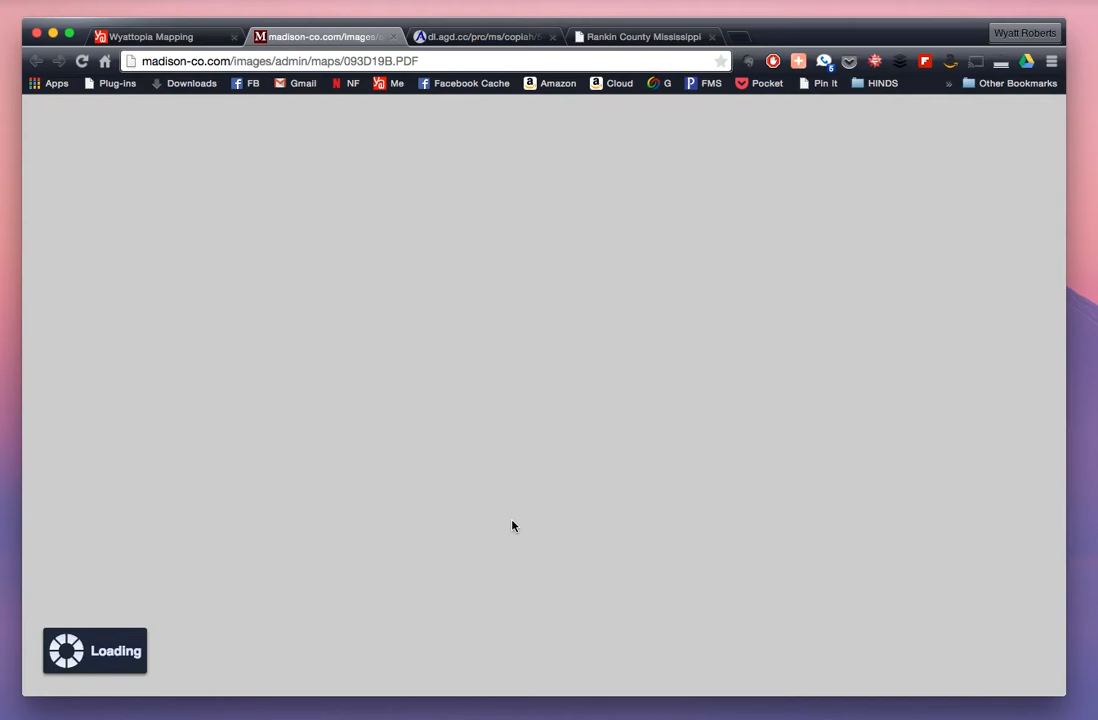 Wyattopia Mapping
madison-co.com/images/
dl.agd.cc/prc/ms/copiah/5
Rankin County Mississippi
Wyatt Roberts
madison-co.com/images/admin/maps/093D19B.PDF
5
Apps
Plug-ins
Downloads
FB
Gmail
N NF
Me
Facebook Cache
Amazon
Cloud
G
FMS
Pocket
Pin It
HINDS
» Other Bookmarks
Loading